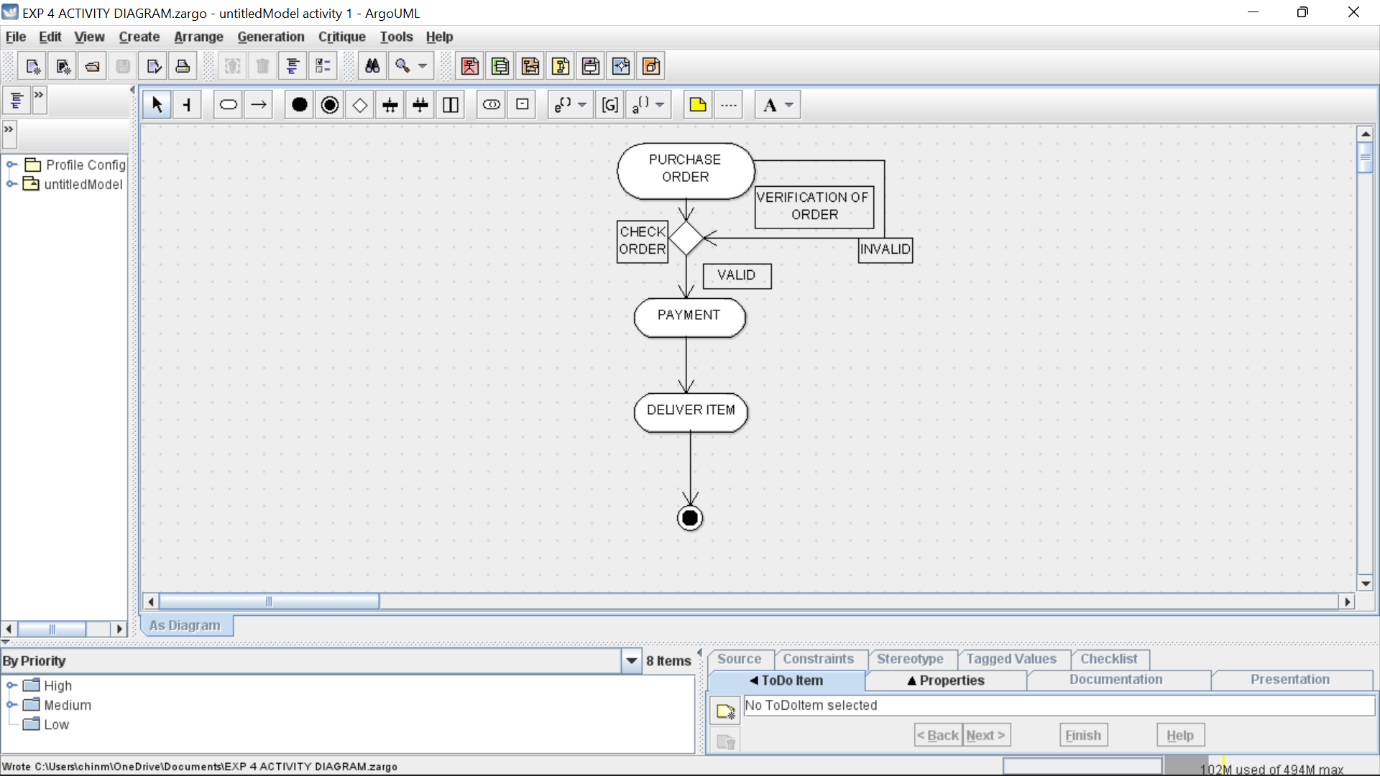 EXP 4 ACTIVITY DIAGRAM.zargo - untitledModel activity 1 - ArgoUML
File Edit View Create Arrange Generation Critique Tools Help
»
e() [G] a() A
»
Profile Config
untitledModel
PURCHASE
ORDER
VERIFICATION OF
ORDER
CHECK
ORDER
INVALID
VALID
PAYMENT
DELIVER ITEM
As Diagram
By Priority 8 Items
High
Medium
Low
Source Constraints Stereotype Tagged Values Checklist
ToDo Item Properties Documentation Presentation
No ToDoItem selected
< Back Next > Finish Help
Wrote C:\Users\chinm\OneDrive\Documents\EXP 4 ACTIVITY DIAGRAM.zargo
102M used of 494M max